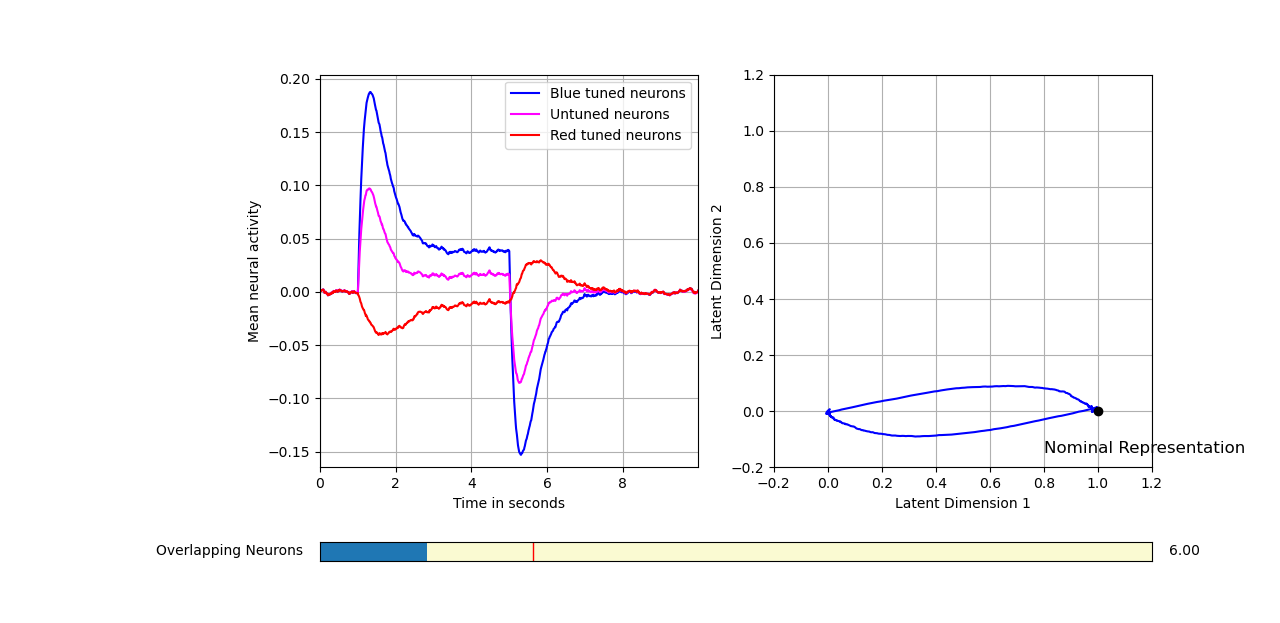 0.20
0.15
0.10
0.05
0.00
−0.05
−0.10
−0.15
Mean neural activity
0 2 4 6 8
Time in seconds
Blue tuned neurons
Untuned neurons
Red tuned neurons
1.2
1.0
0.8
0.6
0.4
0.2
0.0
−0.2
Latent Dimension 2
Nominal Representation
−0.2 0.0 0.2 0.4 0.6 0.8 1.0 1.2
Latent Dimension 1
Overlapping Neurons 6.00